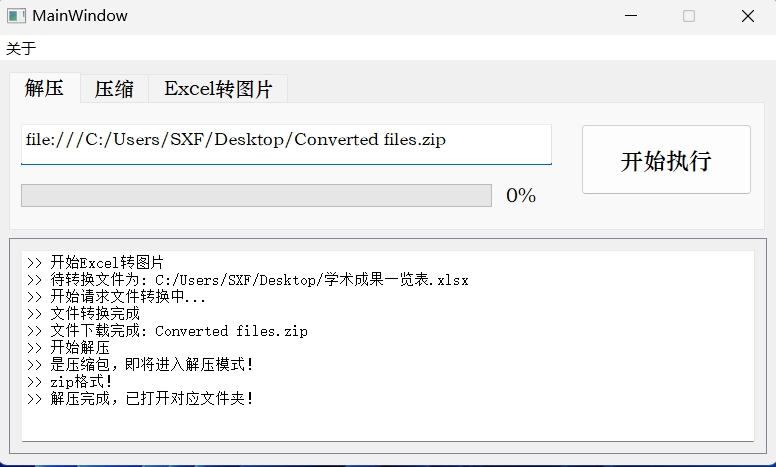 MainWindow
关于
解压
压缩
Excel转图片
file:///C:/Users/SXF/Desktop/Converted files.zip
开始执行
0%
>> 开始Excel转图片
>> 待转换文件为: C:/Users/SXF/Desktop/学术成果一览表.xlsx
>> 开始请求文件转换中...
>> 文件转换完成
>> 文件下载完成: Converted files.zip
>> 开始解压
>> 是压缩包，即将进入解压模式!
>> zip格式!
>> 解压完成，已打开对应文件夹!